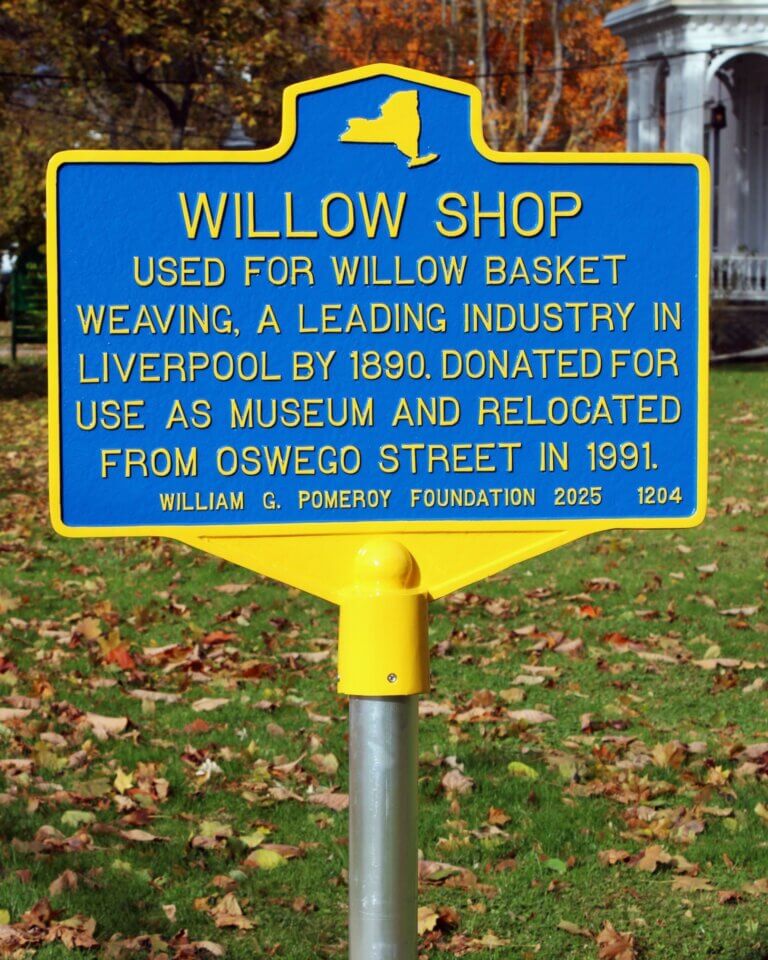 WILLOW SHOP
USED FOR WILLOW BASKET
WEAVING, A LEADING INDUSTRY IN
LIVERPOOL BY 1890. DONATED FOR
USE AS MUSEUM AND RELOCATED
FROM OSWEGO STREET IN 1991.
WILLIAM G. POMEROY FOUNDATION 2025 1204